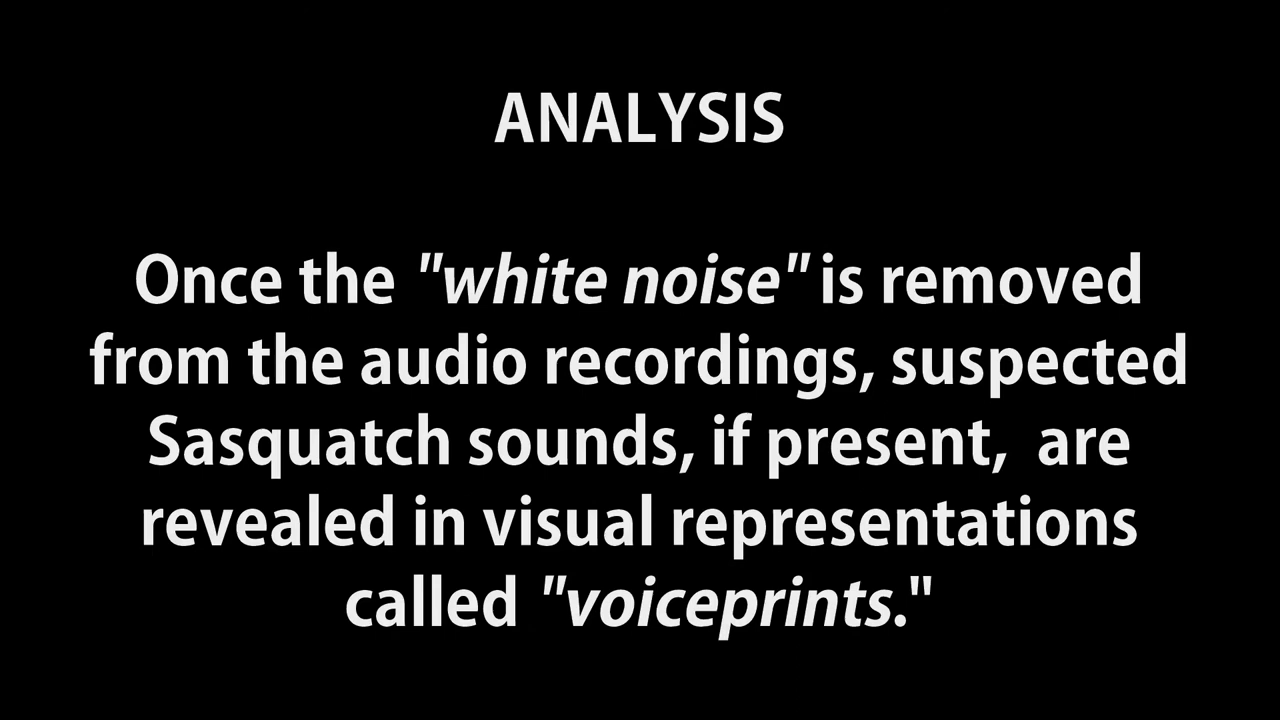 ANALYSIS
Once the "white noise" is removed
from the audio recordings, suspected
Sasquatch sounds, if present,  are
revealed in visual representations
called "voiceprints."